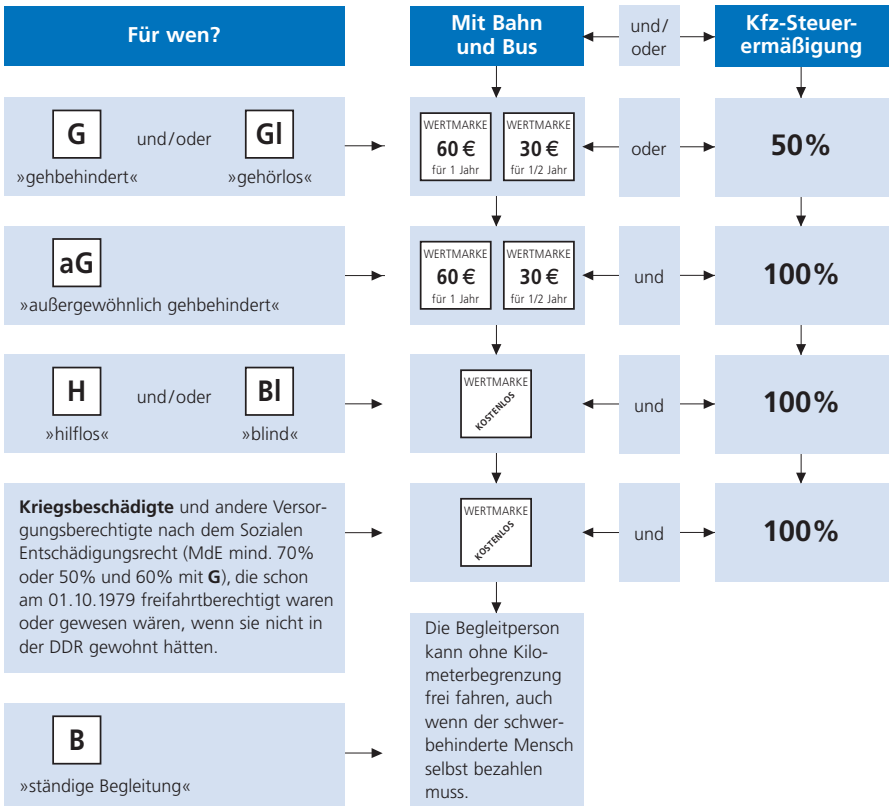 Für wen?
Mit Bahn
und Bus
und/
oder
Kfz-Steuer-
ermäßigung
G und/oder Gl
»gehbehindert« »gehörlos«
WERTMARKE
60 €
für 1 Jahr
WERTMARKE
30 €
für 1/2 Jahr
oder
50%
aG
»außergewöhnlich gehbehindert«
WERTMARKE
60 €
für 1 Jahr
WERTMARKE
30 €
für 1/2 Jahr
und
100%
H und/oder Bl
»hilflos« »blind«
WERTMARKE
KOSTENLOS
und
100%
Kriegsbeschädigte und andere Versor-
gungsberechtigte nach dem Sozialen
Entschädigungsrecht (MdE mind. 70%
oder 50% und 60% mit G), die schon
am 01.10.1979 freifahrtberechtigt waren
oder gewesen wären, wenn sie nicht in
der DDR gewohnt hätten.
WERTMARKE
KOSTENLOS
und
100%
Die Begleitperson
kann ohne Kilo-
meterbegrenzung
frei fahren, auch
wenn der schwer-
behinderte Mensch
selbst bezahlen
muss.
B
»ständige Begleitung«